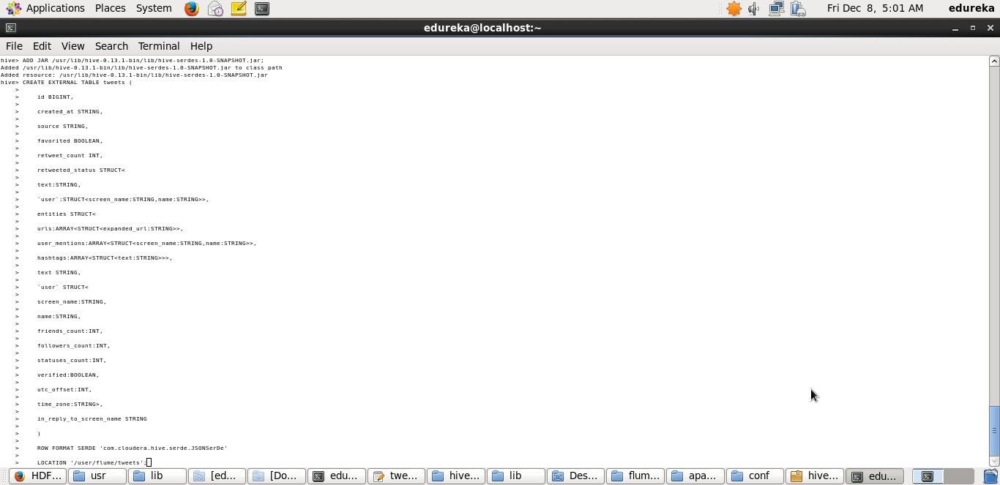 Applications Places System Fri Dec 8, 5:01 AM edureka
edureka@localhost:~
File Edit View Search Terminal Help
hive> ADD JAR /usr/lib/hive-0.13.1-bin/lib/hive-serdes-1.0-SNAPSHOT.jar;
Added /usr/lib/hive-0.13.1-bin/lib/hive-serdes-1.0-SNAPSHOT.jar to class path
Added resource: /usr/lib/hive-0.13.1-bin/lib/hive-serdes-1.0-SNAPSHOT.jar
hive> CREATE EXTERNAL TABLE tweets (
>
> id BIGINT,
>
> created_at STRING,
>
> source STRING,
>
> favorited BOOLEAN,
>
> retweet_count INT,
>
> retweeted_status STRUCT<
>
> text:STRING,
>
> `user`:STRUCT<screen_name:STRING,name:STRING>>,
>
> entities STRUCT<
>
> urls:ARRAY<STRUCT<expanded_url:STRING>>,
>
> user_mentions:ARRAY<STRUCT<screen_name:STRING,name:STRING>>,
>
> hashtags:ARRAY<STRUCT<text:STRING>>>,
>
> text STRING,
>
> `user` STRUCT<
>
> screen_name:STRING,
>
> name:STRING,
>
> friends_count:INT,
>
> followers_count:INT,
>
> statuses_count:INT,
>
> verified:BOOLEAN,
>
> utc_offset:INT,
>
> time_zone:STRING>,
>
> in_reply_to_screen_name STRING
>
> )
>
> ROW FORMAT SERDE 'com.cloudera.hive.serde.JSONSerDe'
>
> LOCATION '/user/flume/tweets';
HDF... usr lib [ed... [Do... edu... twe... hive... lib Des... flum... apa... conf hive... edu...